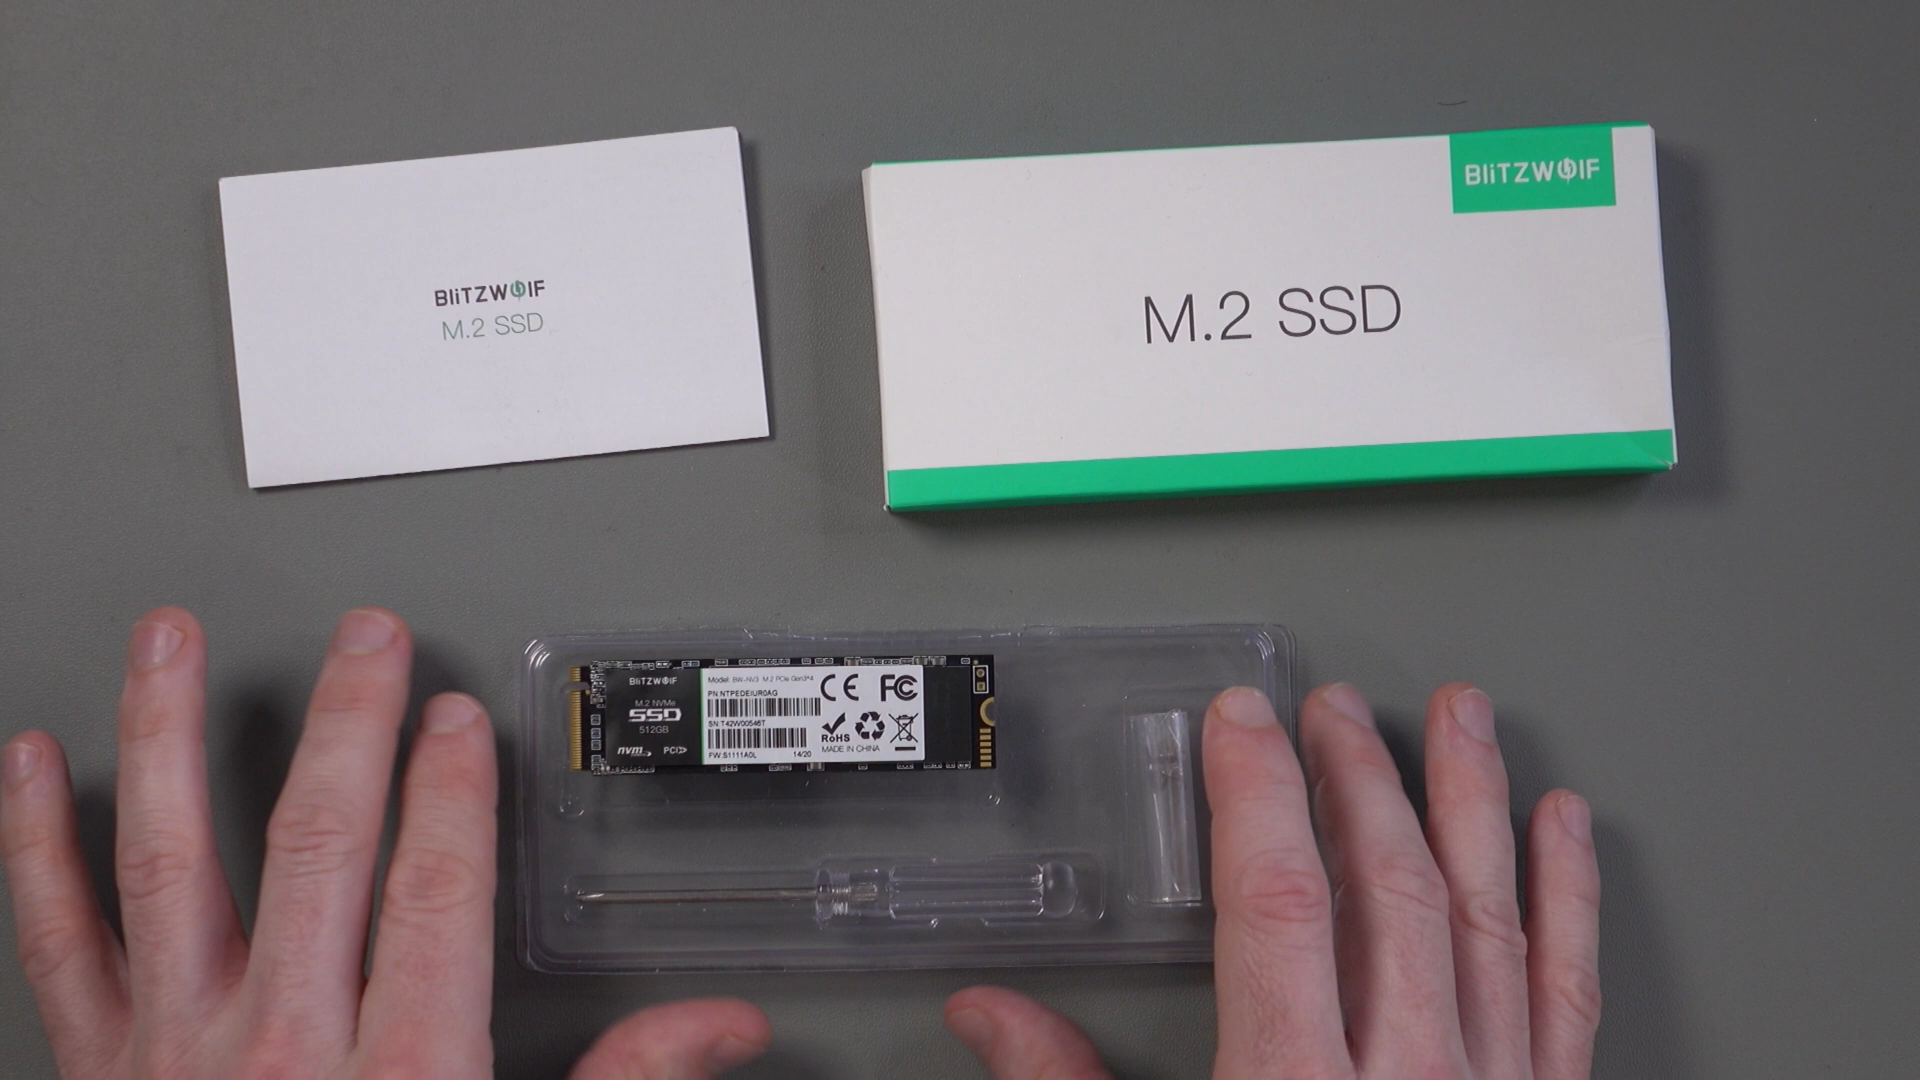 BLiTZWOlF
M.2 SSD
BLiTZWOlF
M.2 SSD
BLiTZWOlF
M.2 NVMe
SSD
512GB
nvm
PCIe
Model: BW-NV3 M.2 PCIe Gen3*4
PN:NTPEDEIUR0AG
SN:T42W00546T
FW:S1111A0L 14/20
CE FC
RoHS
MADE IN CHINA